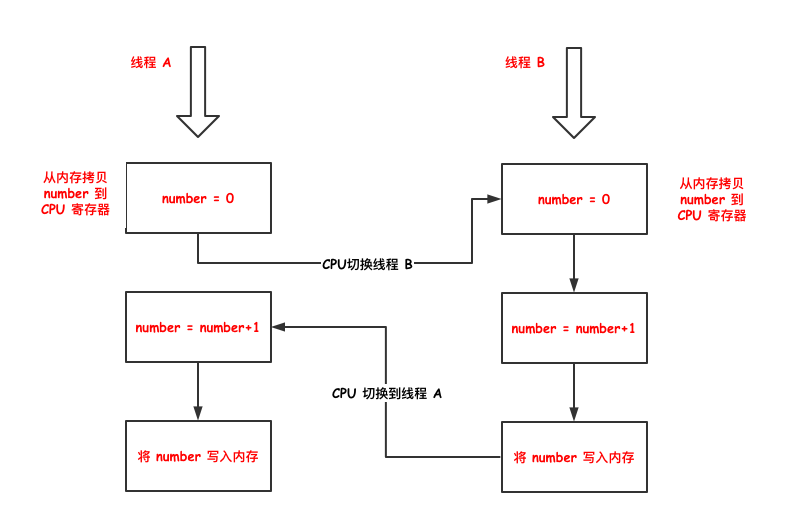 线程 A
线程 B
从内存拷贝
number 到
CPU 寄存器
number = 0
number = 0
从内存拷贝
number 到
CPU 寄存器
CPU切换线程 B
number = number+1
number = number+1
CPU 切换到线程 A
将 number 写入内存
将 number 写入内存